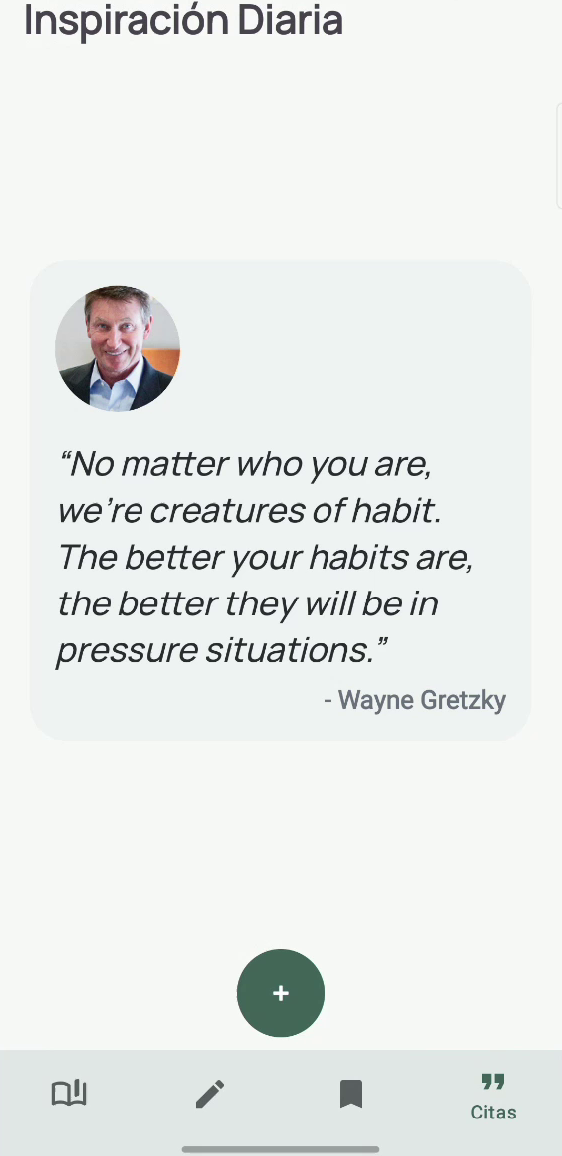 Inspiración Diaria
“No matter who you are,
we’re creatures of habit.
The better your habits are,
the better they will be in
pressure situations.”
- Wayne Gretzky
+
Citas